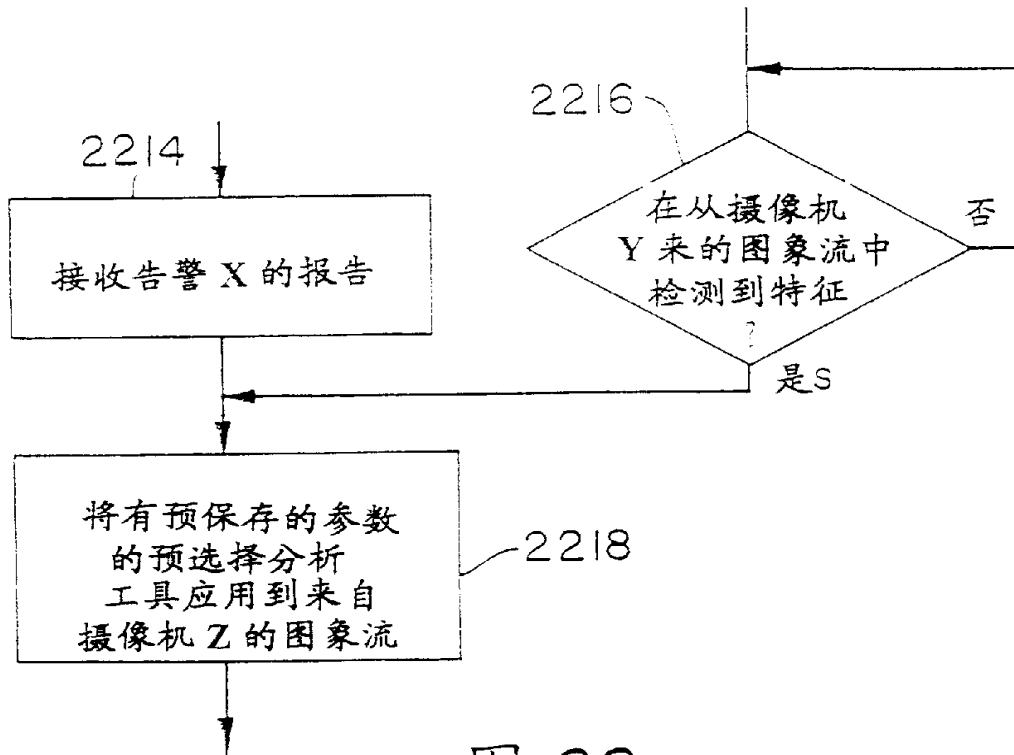 2216
2214
在从摄像机
Y 来的图象流中
检测到特征
?
否
接收告警 X 的报告
是S
将有预保存的参数
的预选择分析
工具应用到来自
摄像机 Z 的图象流
2218